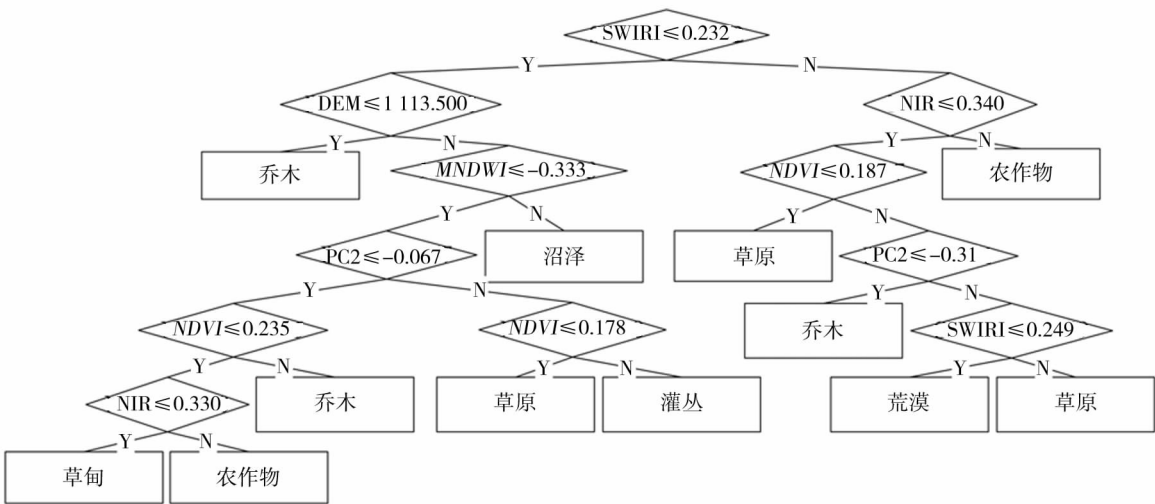 SWIRI≤0.232
Y
N
DEM≤1 113.500
NIR≤0.340
Y
N
Y
N
乔木
MNDWI≤-0.333
NDVI≤0.187
农作物
Y
N
Y
N
PC2≤-0.067
沼泽
草原
PC2≤-0.31
Y
N
Y
N
NDVI≤0.235
NDVI≤0.178
乔木
SWIRI≤0.249
Y
N
Y
N
Y
N
NIR≤0.330
乔木
草原
灌丛
荒漠
草原
Y
N
草甸
农作物